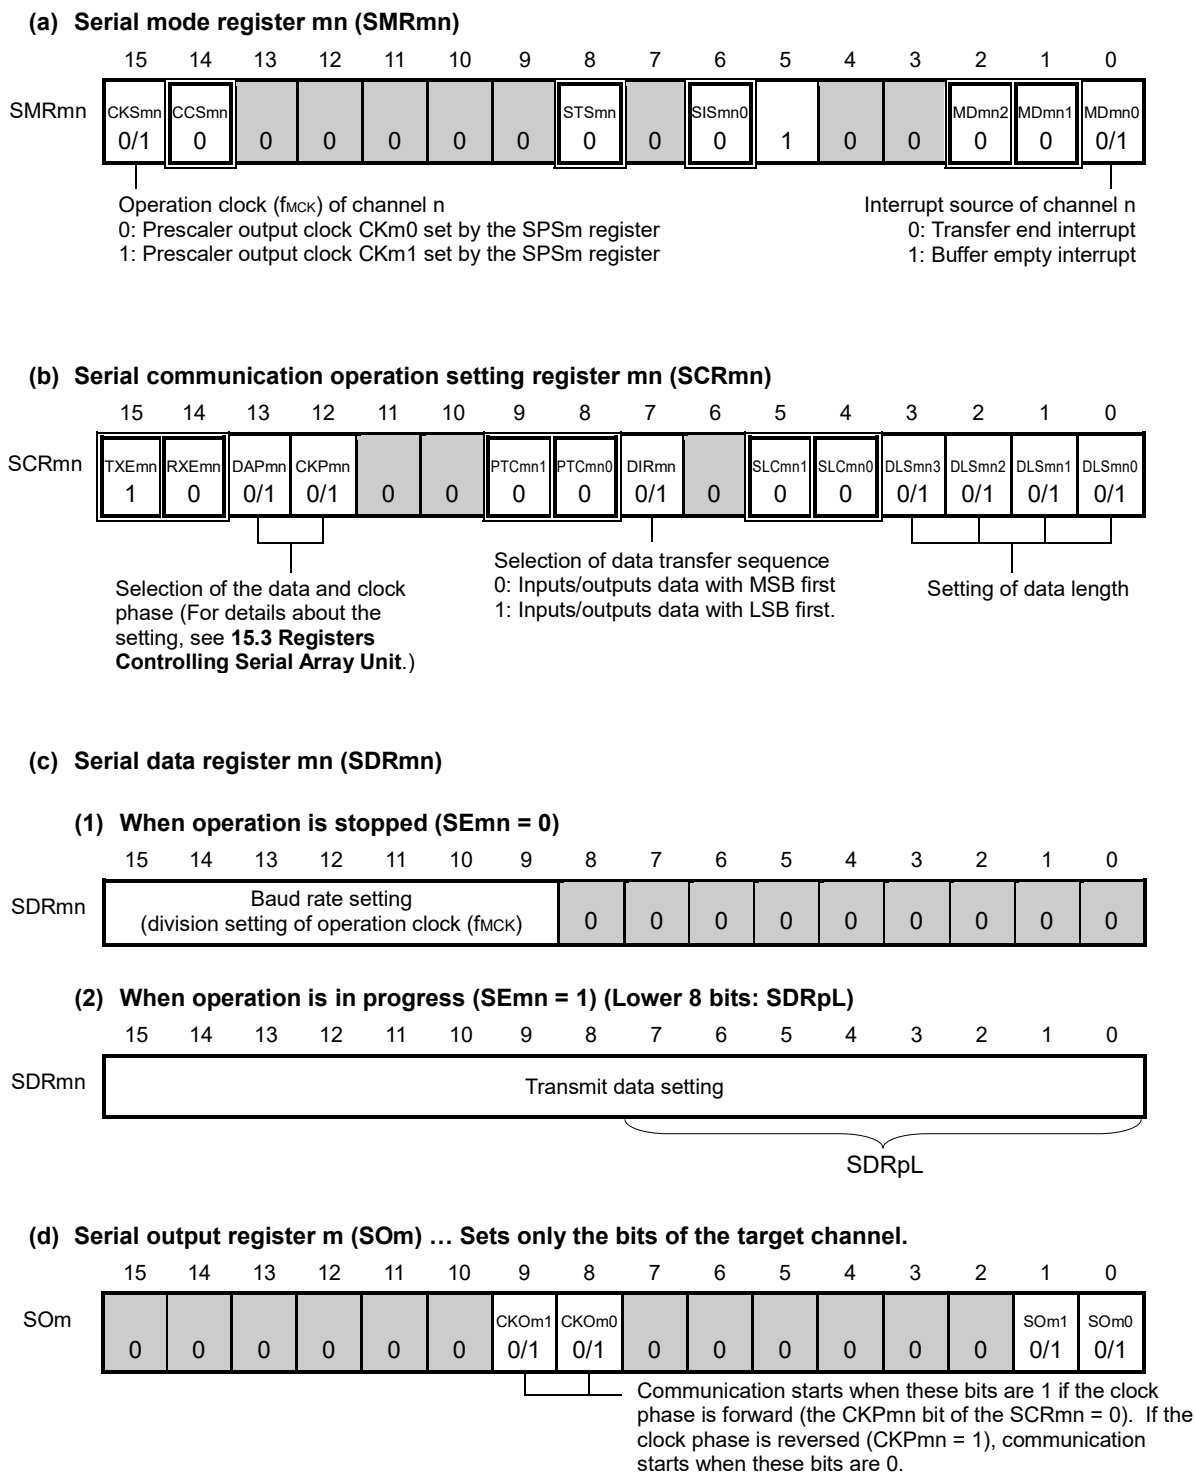 (a) Serial mode register mn (SMRmn)
15 14 13 12 11 10 9 8 7 6 5 4 3 2 1 0
SMRmn CKSmn CCSmn STSmn SISmn0 MDmn2 MDmn1 MDmn0
0/1 0 0 0 0 0 0 0 0 0 1 0 0 0 0 0/1
Operation clock (fMCK) of channel n
0: Prescaler output clock CKm0 set by the SPSm register
1: Prescaler output clock CKm1 set by the SPSm register
Interrupt source of channel n
0: Transfer end interrupt
1: Buffer empty interrupt
(b) Serial communication operation setting register mn (SCRmn)
15 14 13 12 11 10 9 8 7 6 5 4 3 2 1 0
SCRmn TXEmn RXEmn DAPmn CKPmn PTCmn1 PTCmn0 DIRmn SLCmn1 SLCmn0 DLSmn3 DLSmn2 DLSmn1 DLSmn0
1 0 0/1 0/1 0 0 0 0 0/1 0 0 0 0/1 0/1 0/1 0/1
Selection of the data and clock
phase (For details about the
setting, see 15.3 Registers
Controlling Serial Array Unit.)
Selection of data transfer sequence
0: Inputs/outputs data with MSB first
1: Inputs/outputs data with LSB first.
Setting of data length
(c) Serial data register mn (SDRmn)
(1) When operation is stopped (SEmn = 0)
15 14 13 12 11 10 9 8 7 6 5 4 3 2 1 0
SDRmn Baud rate setting
(division setting of operation clock (fMCK) 0 0 0 0 0 0 0 0 0
(2) When operation is in progress (SEmn = 1) (Lower 8 bits: SDRpL)
15 14 13 12 11 10 9 8 7 6 5 4 3 2 1 0
SDRmn Transmit data setting
SDRpL
(d) Serial output register m (SOm) … Sets only the bits of the target channel.
15 14 13 12 11 10 9 8 7 6 5 4 3 2 1 0
SOm CKOm1 CKOm0 SOm1 SOm0
0 0 0 0 0 0 0/1 0/1 0 0 0 0 0 0 0/1 0/1
Communication starts when these bits are 1 if the clock
phase is forward (the CKPmn bit of the SCRmn = 0). If the
clock phase is reversed (CKPmn = 1), communication
starts when these bits are 0.